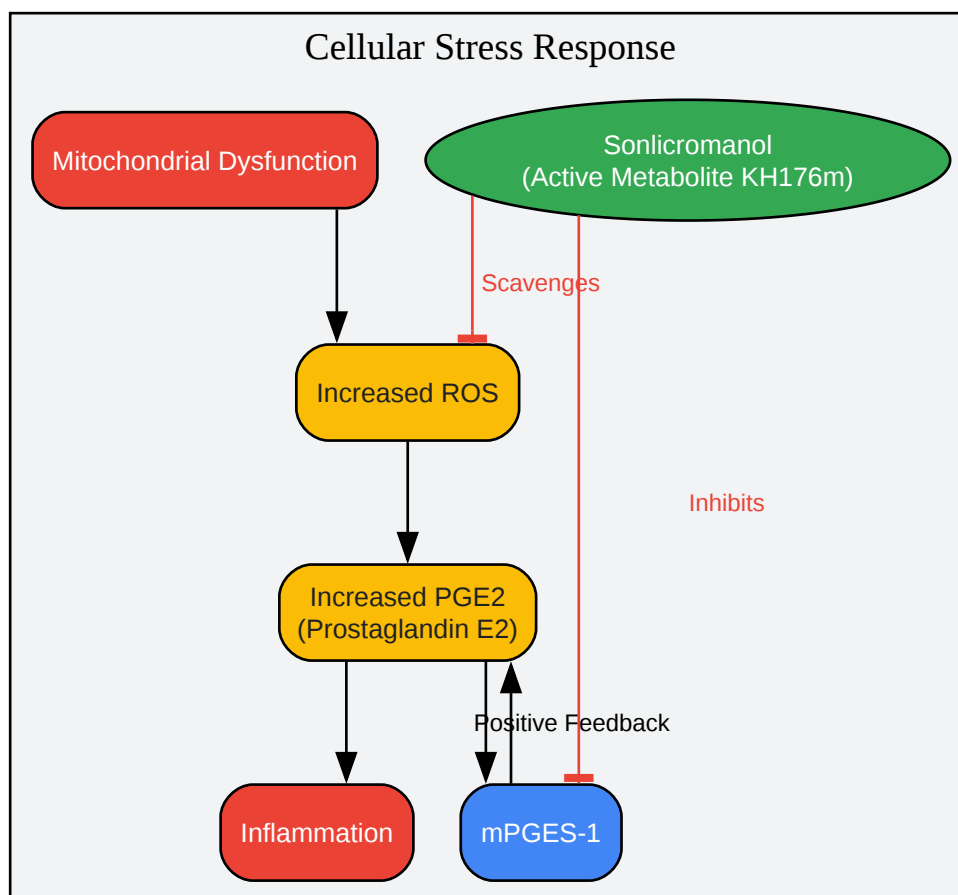 Cellular Stress Response
Mitochondrial Dysfunction
Sonlicromanol
(Active Metabolite KH176m)
Scavenges
Increased ROS
Inhibits
Increased PGE2
(Prostaglandin E2)
Positive Feedback
Inflammation
mPGES-1